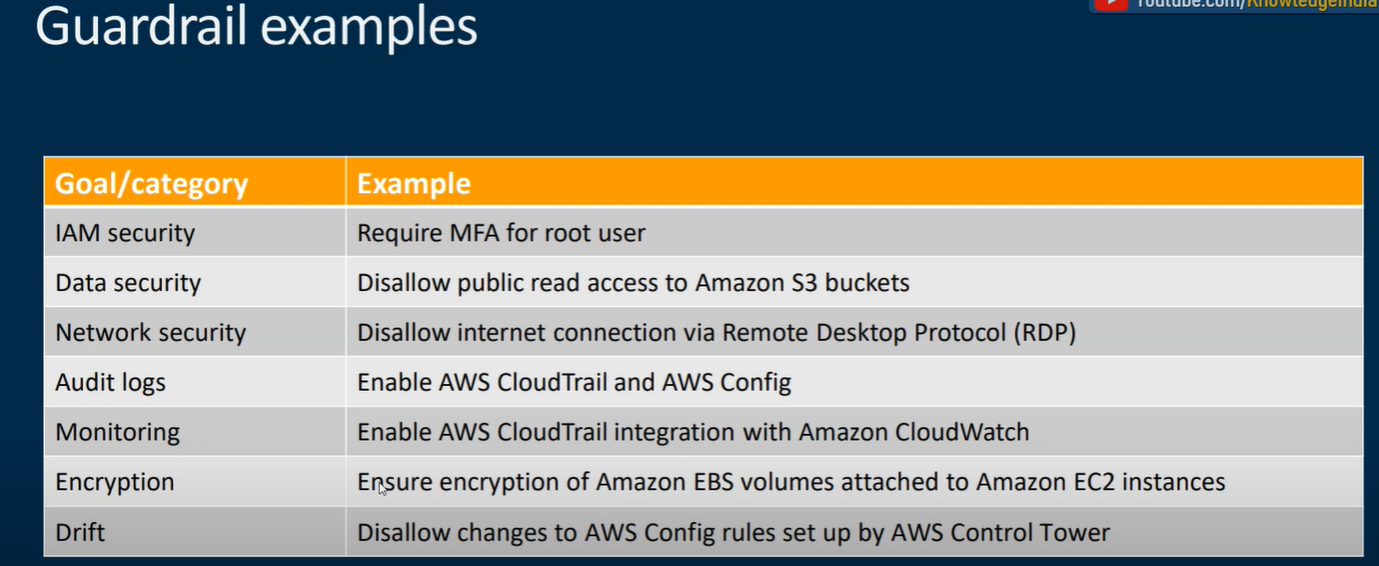 Youtube.com/KnowledgeIndia
Guardrail examples
Goal/category Example
IAM security Require MFA for root user
Data security Disallow public read access to Amazon S3 buckets
Network security Disallow internet connection via Remote Desktop Protocol (RDP)
Audit logs Enable AWS CloudTrail and AWS Config
Monitoring Enable AWS CloudTrail integration with Amazon CloudWatch
Encryption Ensure encryption of Amazon EBS volumes attached to Amazon EC2 instances
Drift Disallow changes to AWS Config rules set up by AWS Control Tower